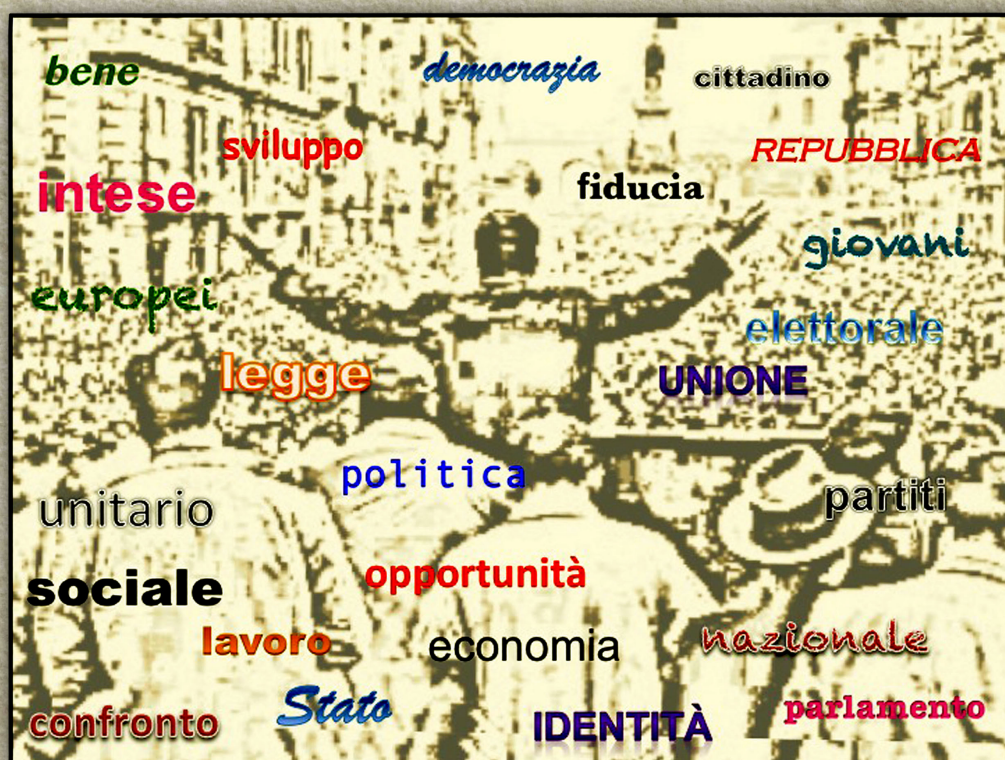 bene
democrazia
cittadino
sviluppo
REPUBBLICA
intese
fiducia
giovani
europei
elettorale
legge
UNIONE
politica
partiti
unitario
opportunità
sociale
lavoro
economia
nazionale
Stato
parlamento
confronto
IDENTITÀ